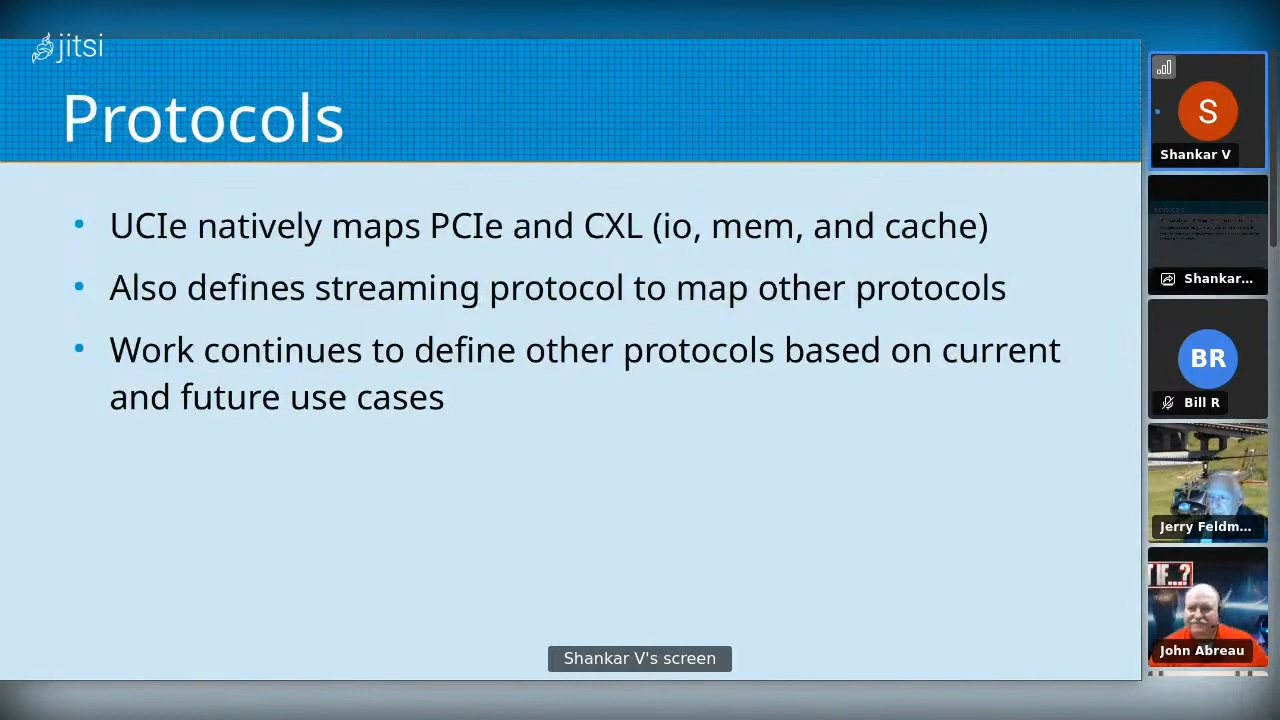 jitsi
Protocols
• UCIe natively maps PCIe and CXL (io, mem, and cache)
• Also defines streaming protocol to map other protocols
• Work continues to define other protocols based on current
and future use cases
Shankar V's screen
S
Shankar V
Shankar...
BR
Bill R
Jerry Feldm...
TF..?
John Abreau